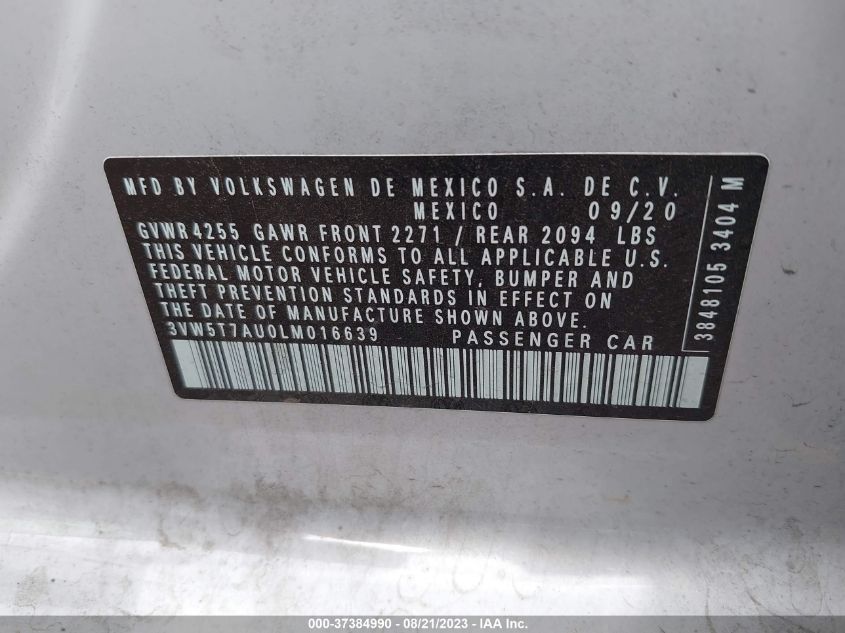 MFD BY VOLKSWAGEN DE MEXICO S.A. DE C.V.
MEXICO 09/20
GVWR 4255 GAWR FRONT 2271 / REAR 2094 LBS
THIS VEHICLE CONFORMS TO ALL APPLICABLE U.S.
FEDERAL MOTOR VEHICLE SAFETY, BUMPER AND
THEFT PREVENTION STANDARDS IN EFFECT ON
THE DATE OF MANUFACTURE SHOWN ABOVE.
3VW5T7AU0LM016639 PASSENGER CAR
3848105 3404 M
000-37384990 - 08/21/2023 - IAA Inc.